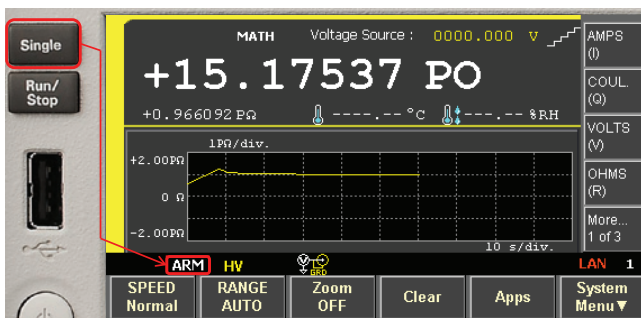 Single
Run/
Stop
MATH Voltage Source : 0000.000 V
+15.17537 PO
+0.966092 PΩ ----.-- °C ---.-- %RH
1PΩ/div.
+2.00PΩ
0 Ω
-2.00PΩ
10 s/div.
AMPS
(I)
COUL.
(Q)
VOLTS
(V)
OHMS
(R)
More...
1 of 3
ARM HV GRD LAN 1
SPEED
Normal
RANGE
AUTO
Zoom
OFF
Clear
Apps
System
Menu▼